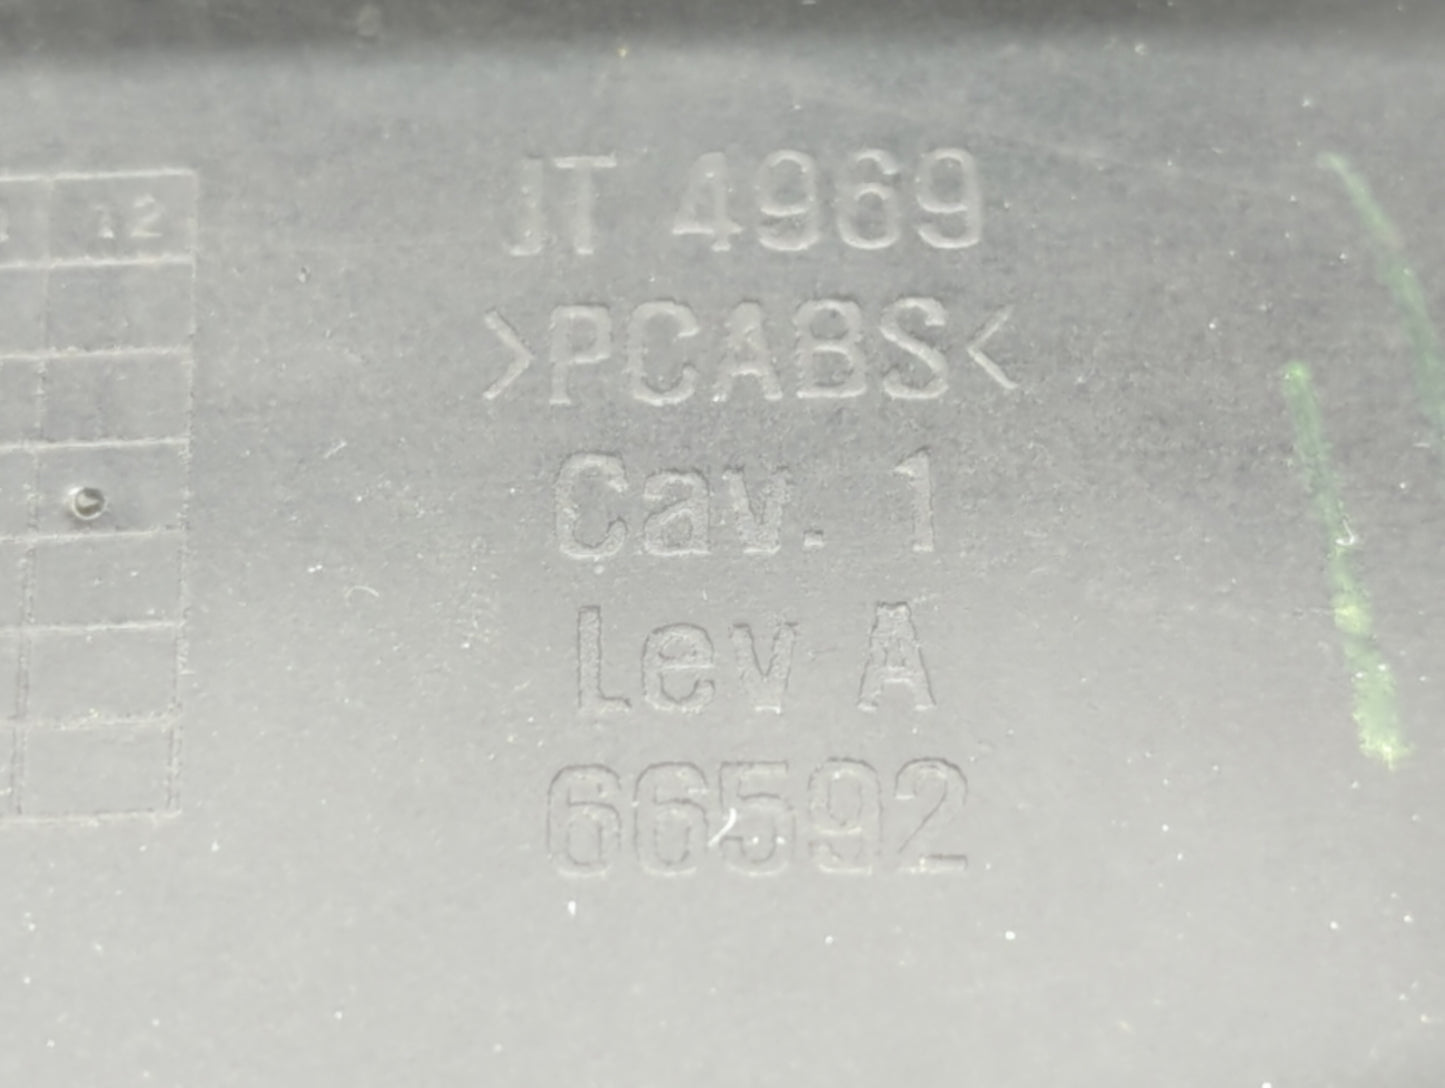 12
JT 4969
>PCABS<
Cav. 1
Lev A
66592